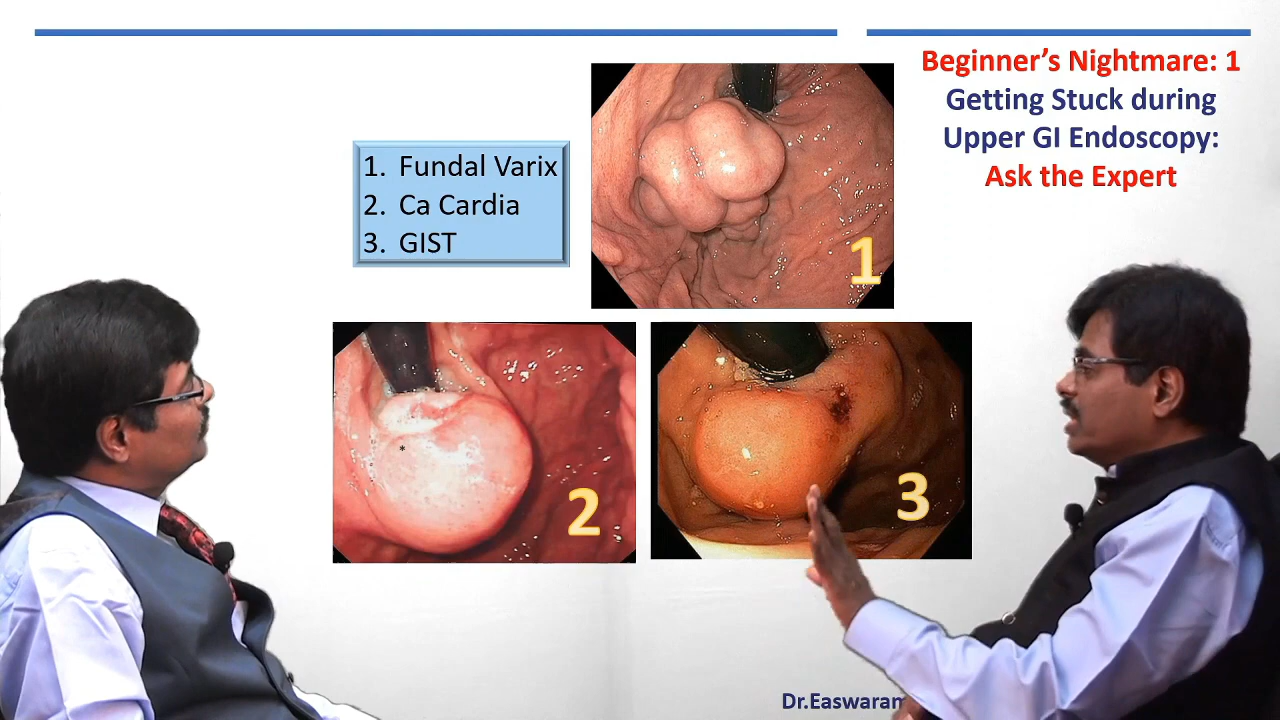 Beginner's Nightmare: 1
Getting Stuck during
Upper GI Endoscopy:
Ask the Expert
1. Fundal Varix
2. Ca Cardia
3. GIST
1
2
3
*
Dr.Easwaran